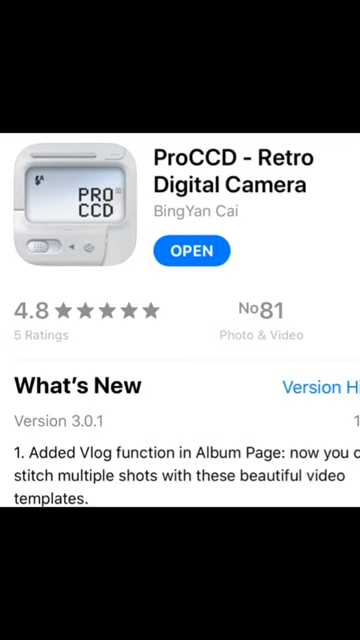 PRO
CCD
ProCCD - Retro
Digital Camera
BingYan Cai
OPEN
4.8
No81
5 Ratings
Photo & Video
What's New
Version Hi
Version 3.0.1
1
1. Added Vlog function in Album Page: now you c
stitch multiple shots with these beautiful video
templates.